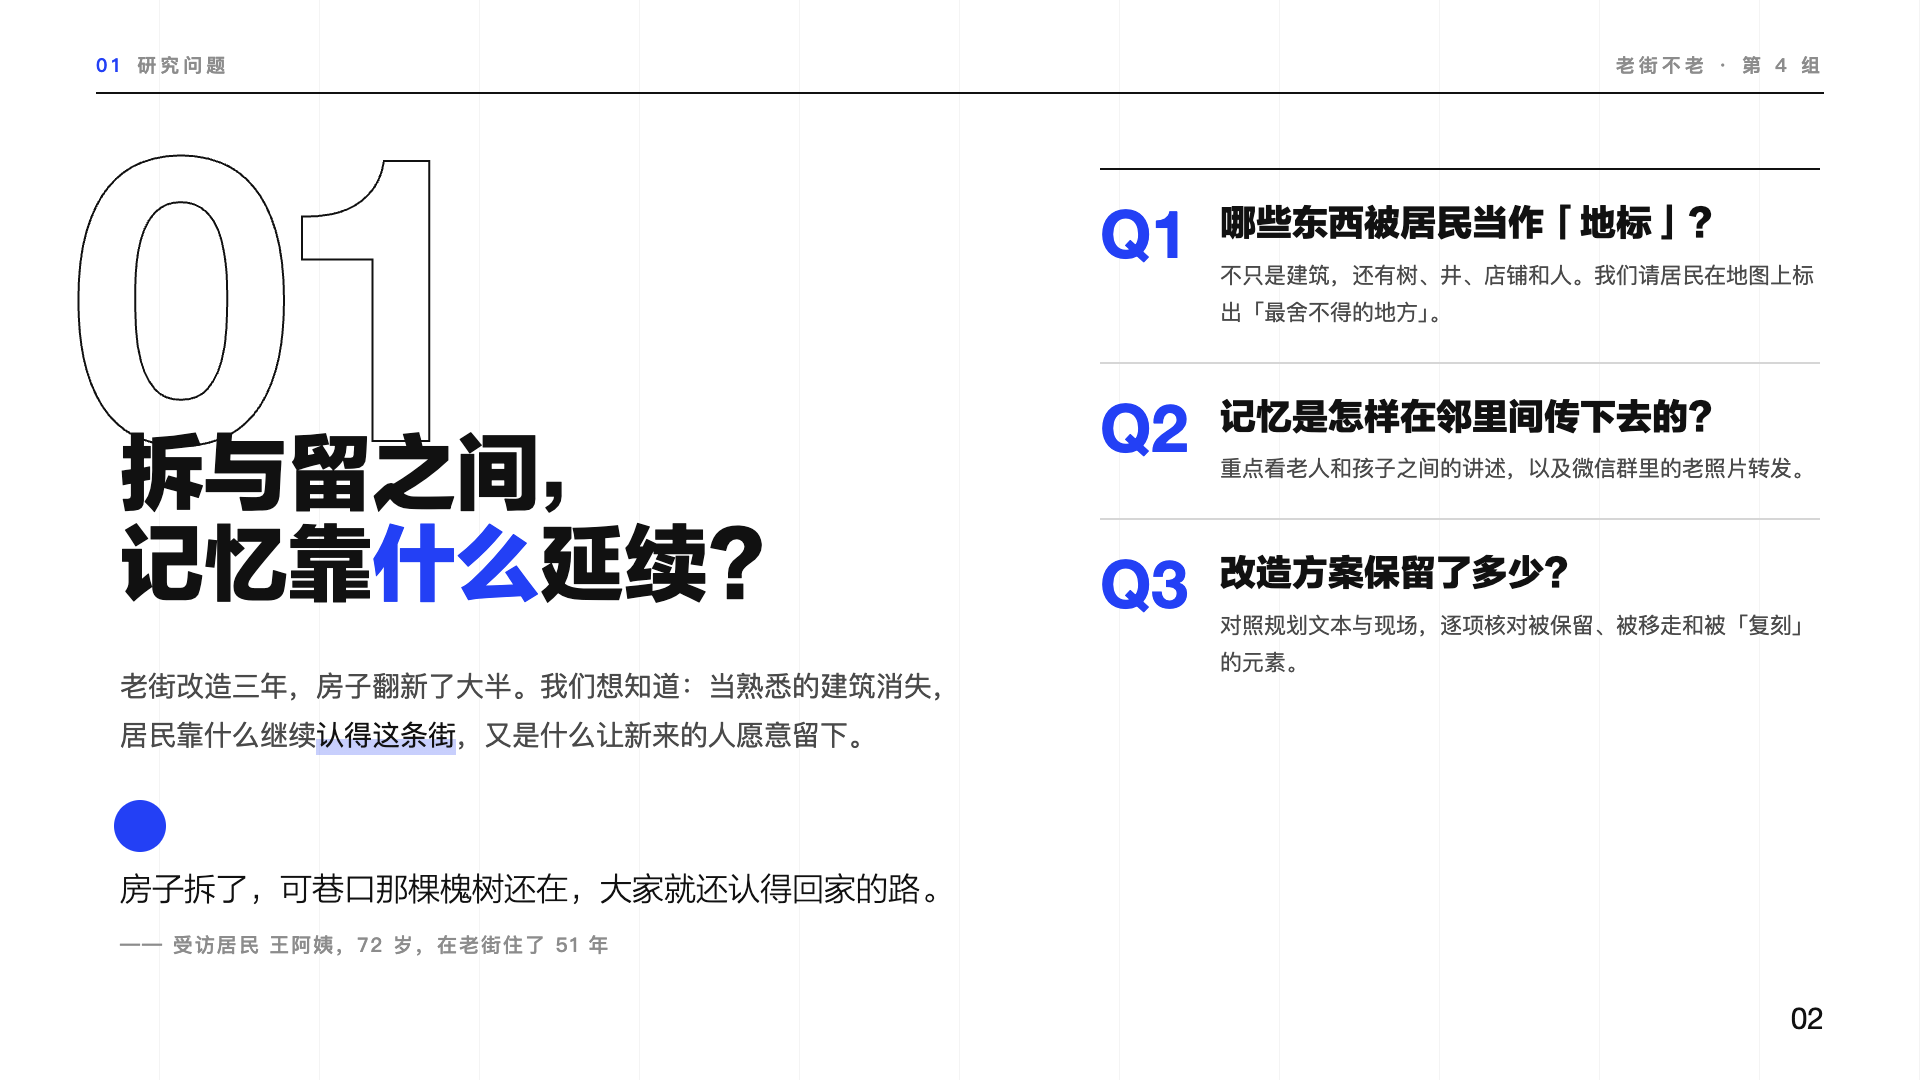 01 研究问题
老街不老 · 第 4 组
01
拆与留之间，
记忆靠什么延续？
老街改造三年，房子翻新了大半。我们想知道：当熟悉的建筑消失，
居民靠什么继续认得这条街，又是什么让新来的人愿意留下。
房子拆了，可巷口那棵槐树还在，大家就还认得回家的路。
—— 受访居民 王阿姨，72 岁，在老街住了 51 年
Q1 哪些东西被居民当作「地标」？
不只是建筑，还有树、井、店铺和人。我们请居民在地图上标
出「最舍不得的地方」。
Q2 记忆是怎样在邻里间传下去的？
重点看老人和孩子之间的讲述，以及微信群里的老照片转发。
Q3 改造方案保留了多少？
对照规划文本与现场，逐项核对被保留、被移走和被「复刻」
的元素。
02